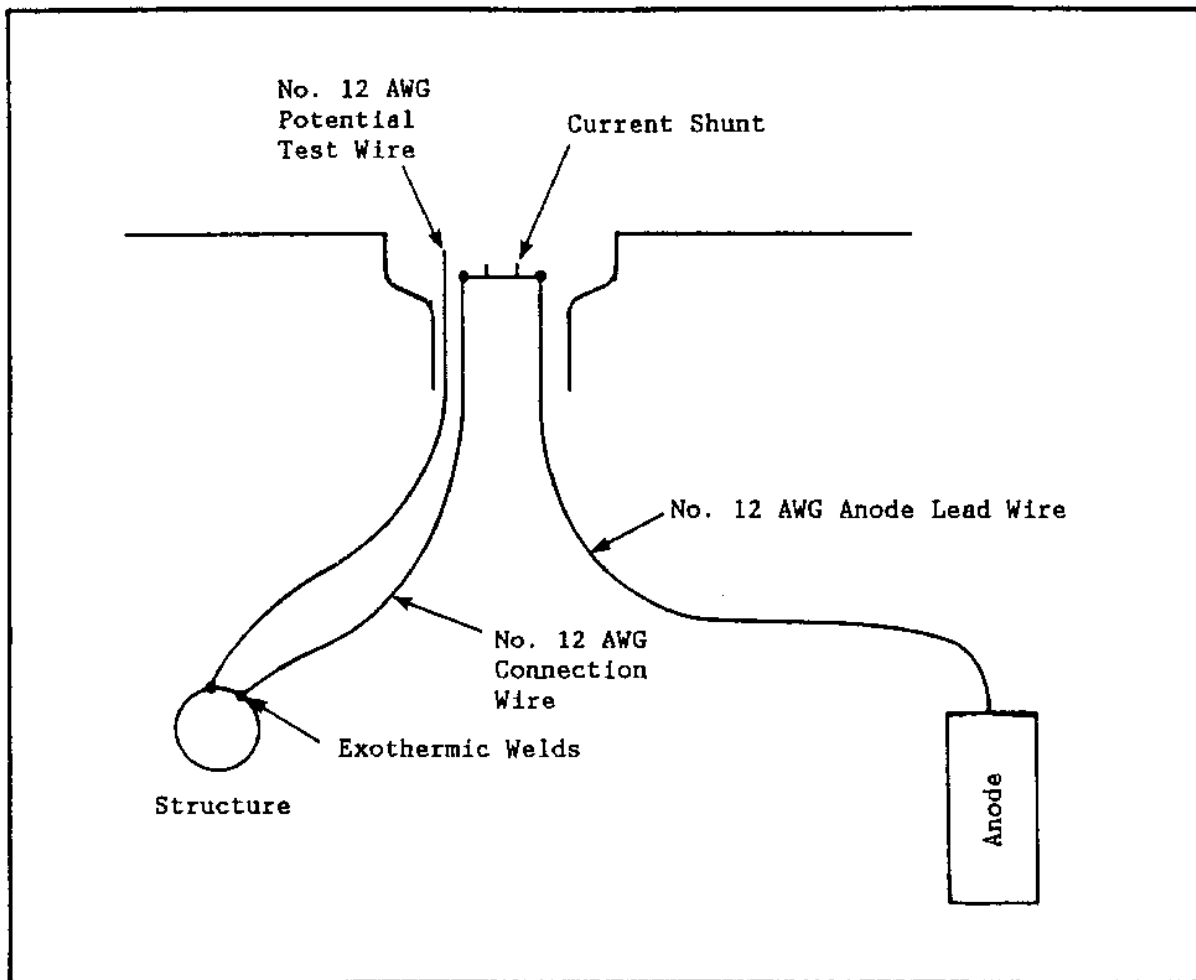 No. 12 AWG
Potential
Test Wire
Current Shunt
No. 12 AWG Anode Lead Wire
No. 12 AWG
Connection
Wire
Exothermic Welds
Structure
Anode